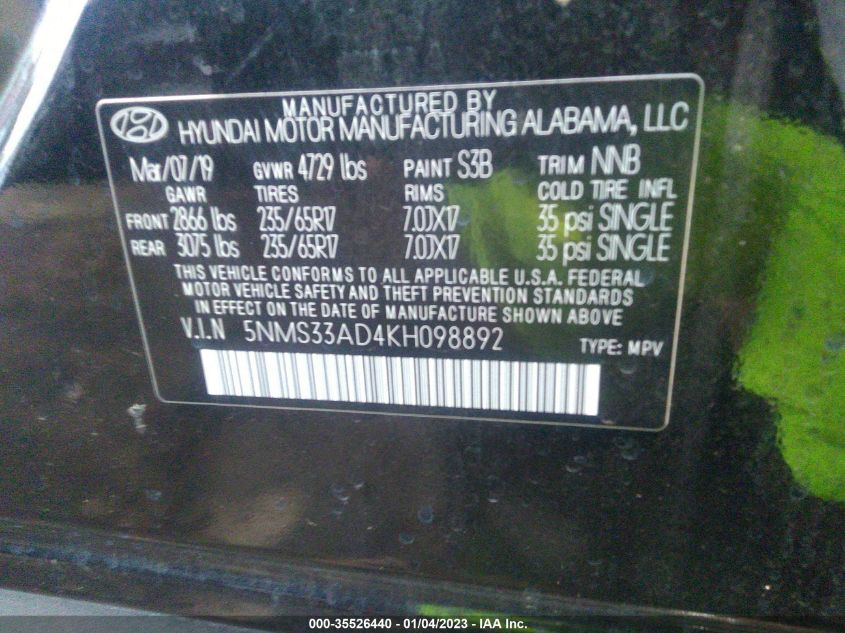 MANUFACTURED BY
HYUNDAI MOTOR MANUFACTURING ALABAMA, LLC
Mar/07/19 GVWR 4729 lbs PAINT S3B TRIM NNB
GAWR TIRES RIMS COLD TIRE INFL
FRONT 2866 lbs 235/65R17 7.0JX17 35 psi SINGLE
REAR 3075 lbs 235/65R17 7.0JX17 35 psi SINGLE
THIS VEHICLE CONFORMS TO ALL APPLICABLE U.S.A. FEDERAL
MOTOR VEHICLE SAFETY AND THEFT PREVENTION STANDARDS
IN EFFECT ON THE DATE OF MANUFACTURE SHOWN ABOVE.
V.I.N 5NMS33AD4KH098892 TYPE: MPV
000-35526440 - 01/04/2023 - IAA Inc.